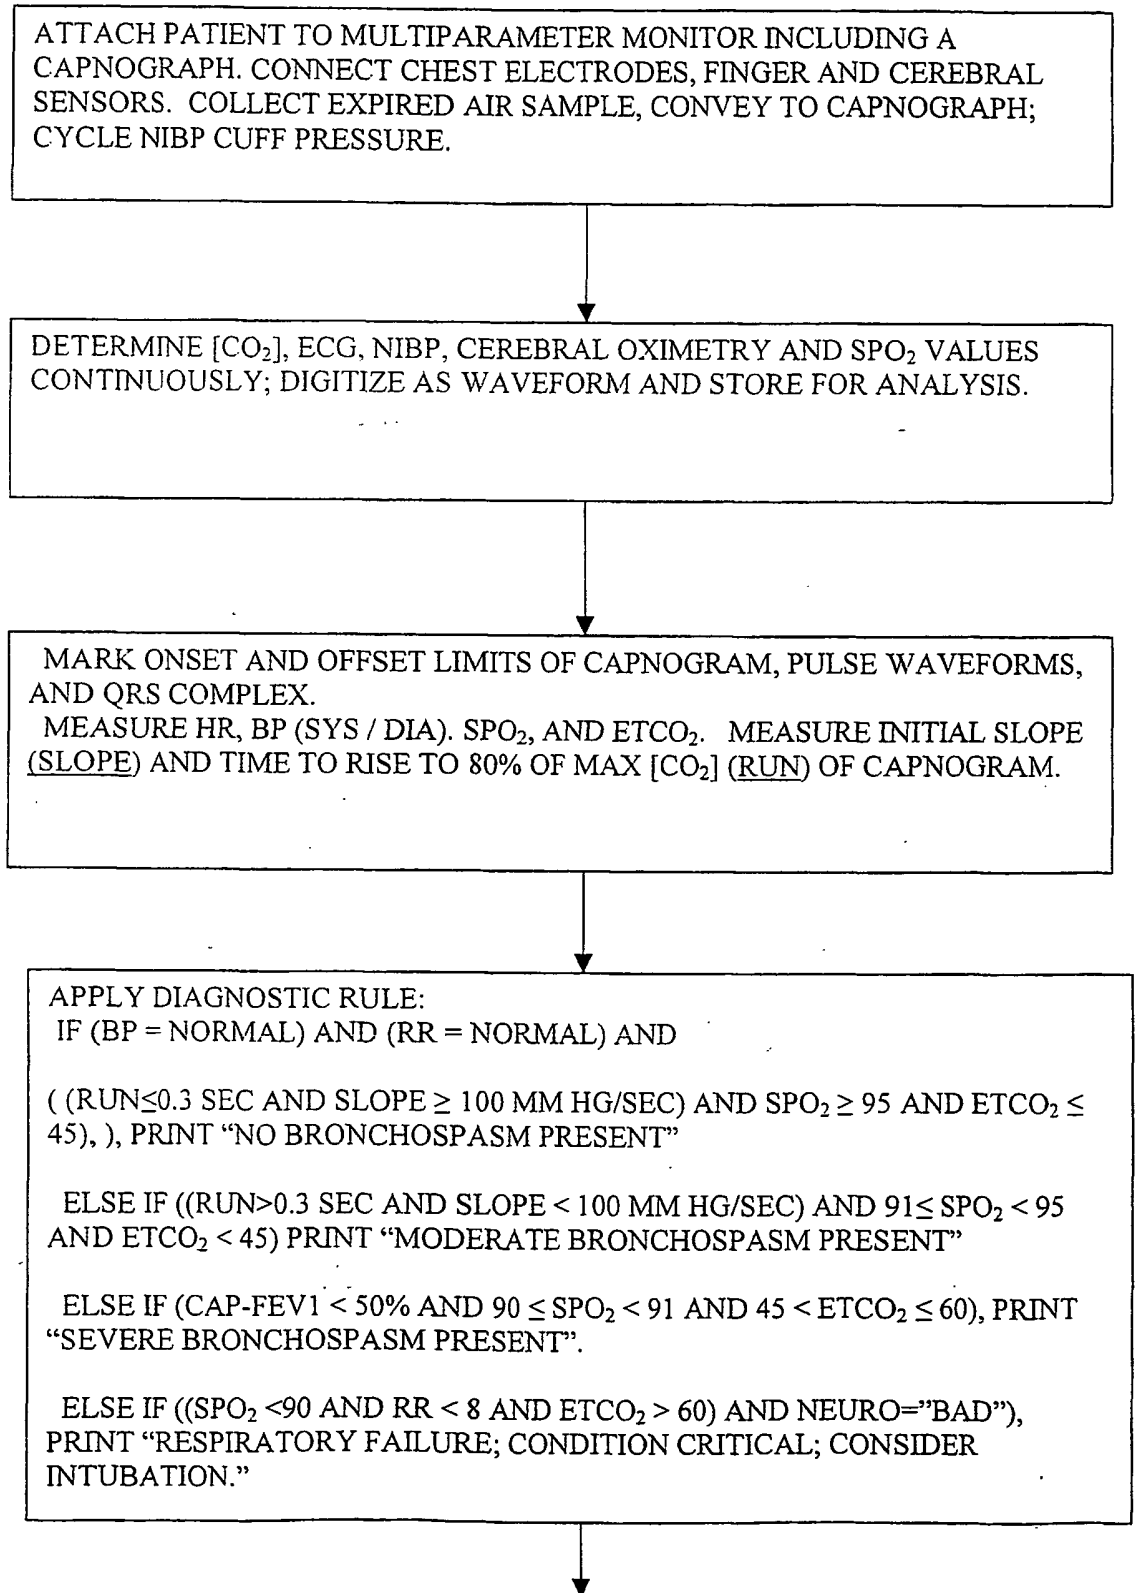 ATTACH PATIENT TO MULTIPARAMETER MONITOR INCLUDING A
CAPNOGRAPH. CONNECT CHEST ELECTRODES, FINGER AND CEREBRAL
SENSORS. COLLECT EXPIRED AIR SAMPLE, CONVEY TO CAPNOGRAPH;
CYCLE NIBP CUFF PRESSURE.
DETERMINE [CO₂], ECG, NIBP, CEREBRAL OXIMETRY AND SPO₂ VALUES
CONTINUOUSLY; DIGITIZE AS WAVEFORM AND STORE FOR ANALYSIS.
MARK ONSET AND OFFSET LIMITS OF CAPNOGRAM, PULSE WAVEFORMS,
AND QRS COMPLEX.
MEASURE HR, BP (SYS / DIA). SPO₂, AND ETCO₂. MEASURE INITIAL SLOPE
(SLOPE) AND TIME TO RISE TO 80% OF MAX [CO₂] (RUN) OF CAPNOGRAM.
APPLY DIAGNOSTIC RULE:
IF (BP = NORMAL) AND (RR = NORMAL) AND
( (RUN≤0.3 SEC AND SLOPE ≥ 100 MM HG/SEC) AND SPO₂ ≥ 95 AND ETCO₂ ≤
45), ), PRINT “NO BRONCHOSPASM PRESENT”
ELSE IF ((RUN>0.3 SEC AND SLOPE < 100 MM HG/SEC) AND 91≤ SPO₂ < 95
AND ETCO₂ < 45) PRINT “MODERATE BRONCHOSPASM PRESENT”
ELSE IF (CAP-FEV1 < 50% AND 90 ≤ SPO₂ < 91 AND 45 < ETCO₂ ≤ 60), PRINT
“SEVERE BRONCHOSPASM PRESENT”.
ELSE IF ((SPO₂ <90 AND RR < 8 AND ETCO₂ > 60) AND NEURO=”BAD”),
PRINT “RESPIRATORY FAILURE; CONDITION CRITICAL; CONSIDER
INTUBATION.”